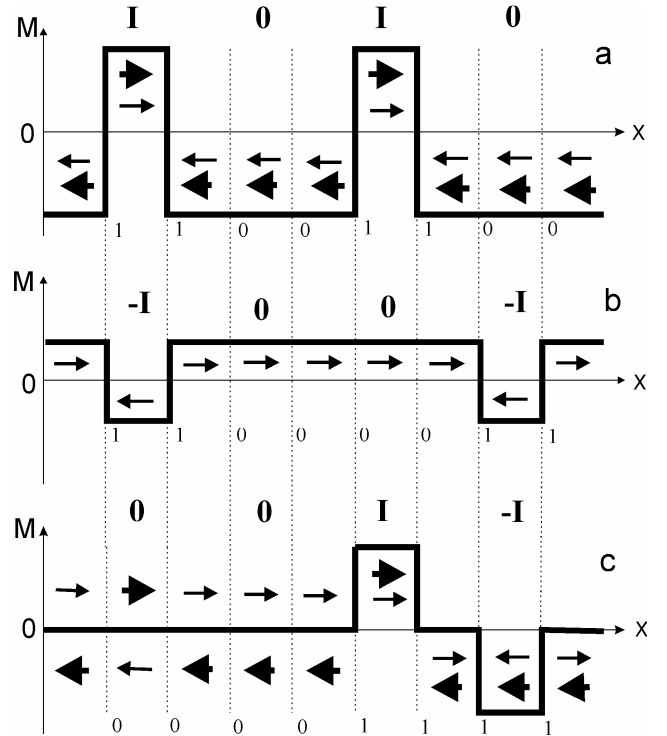 M I 0 I 0 a
0 X
1 1 0 0 1 1 0 0
M -I 0 0 -I b
0 X
1 1 0 0 0 0 1 1
0 0 I -I
M c
0 X
0 0 0 0 1 1 1 1